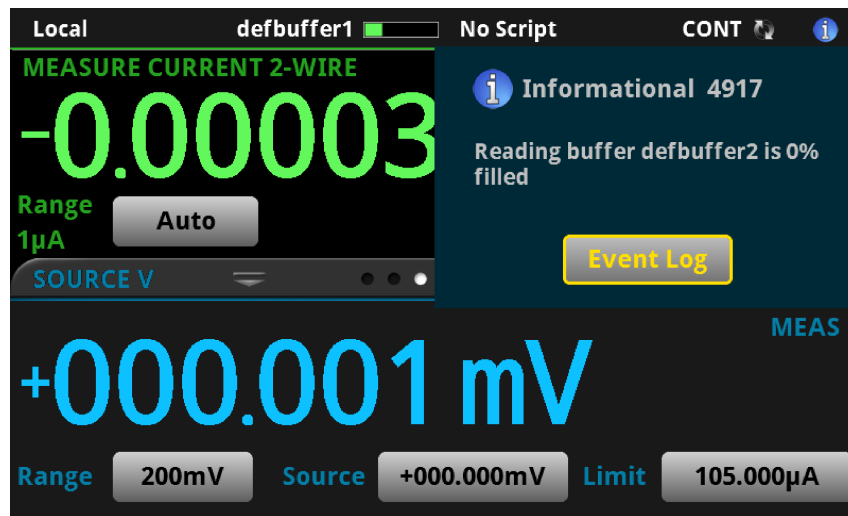 Local defbuffer1 No Script CONT
MEASURE CURRENT 2-WIRE
-0.00003
Range
1µA
Auto
Informational 4917
Reading buffer defbuffer2 is 0%
filled
Event Log
SOURCE V
MEAS
+000.001 mV
Range 200mV Source +000.000mV Limit 105.000µA